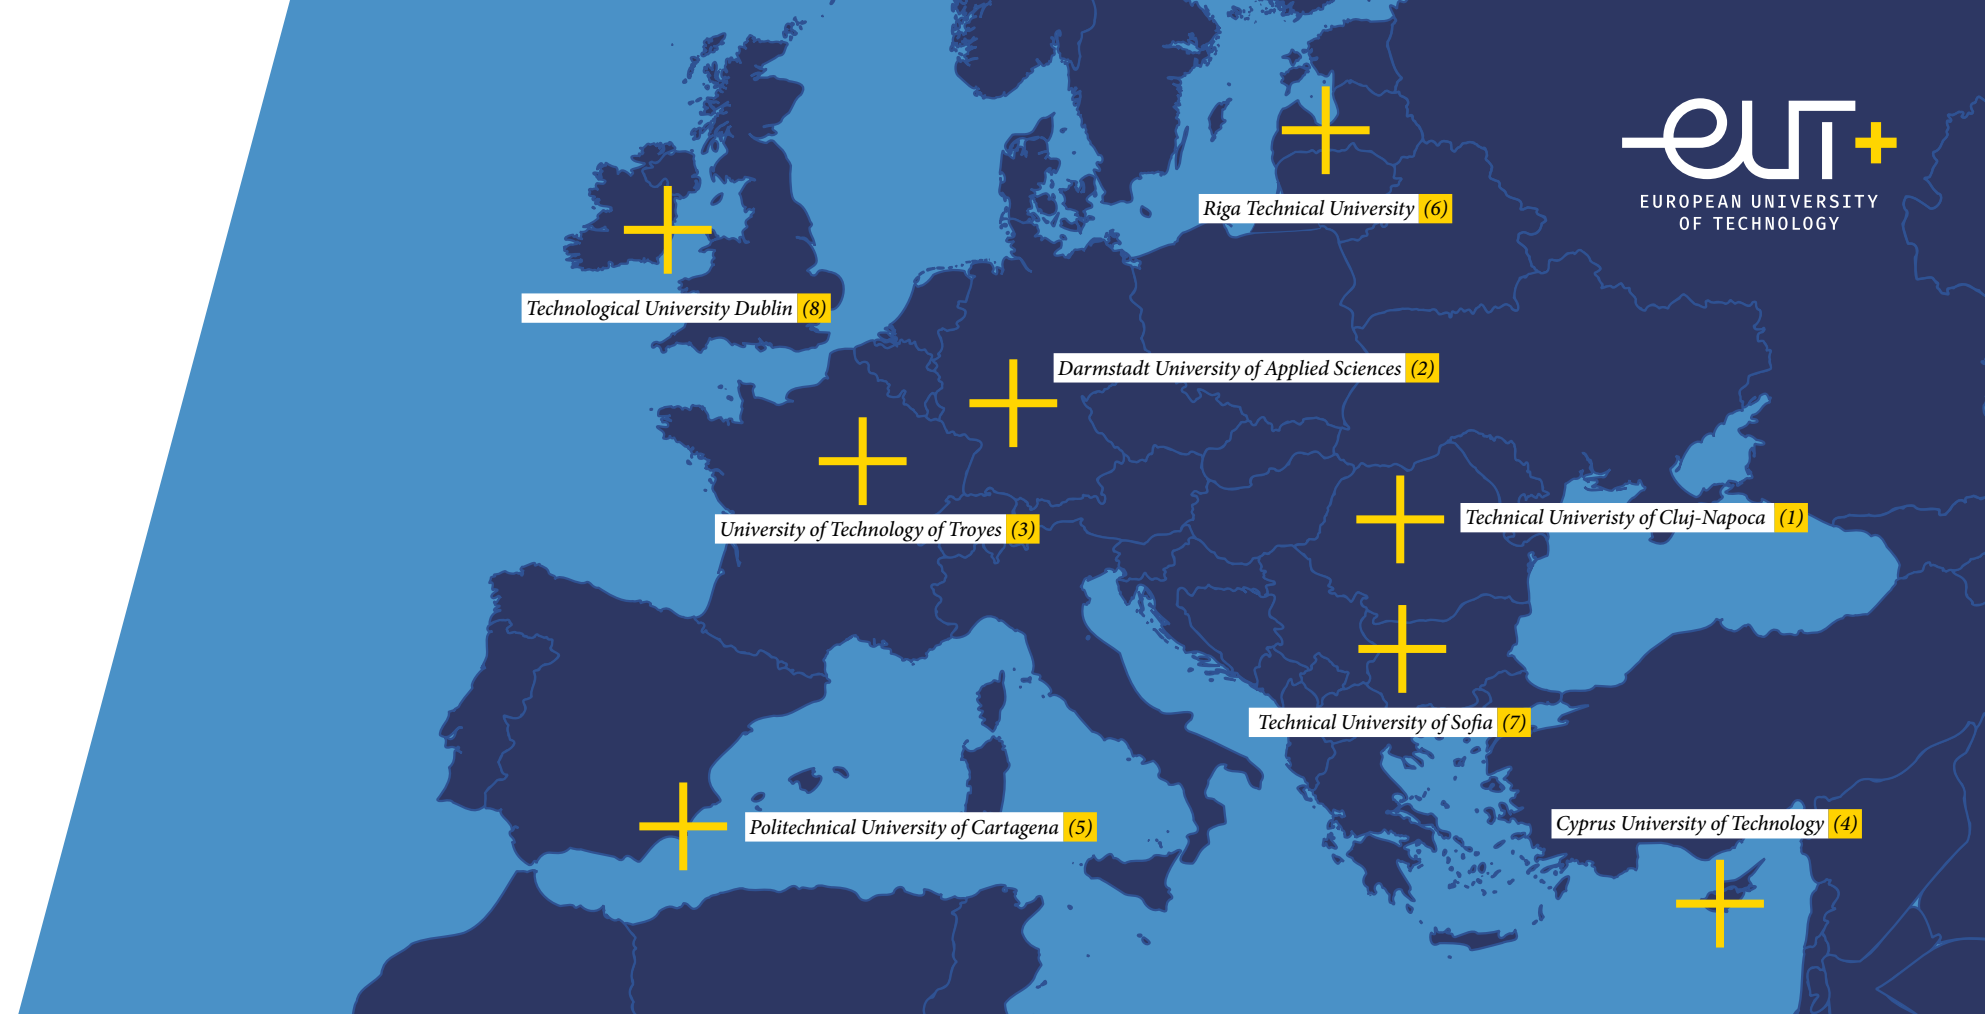 eut+
EUROPEAN UNIVERSITY
OF TECHNOLOGY
Riga Technical University (6)
Technological University Dublin (8)
Darmstadt University of Applied Sciences (2)
University of Technology of Troyes (3)
Technical Univeristy of Cluj-Napoca (1)
Technical University of Sofia (7)
Politechnical University of Cartagena (5)
Cyprus University of Technology (4)